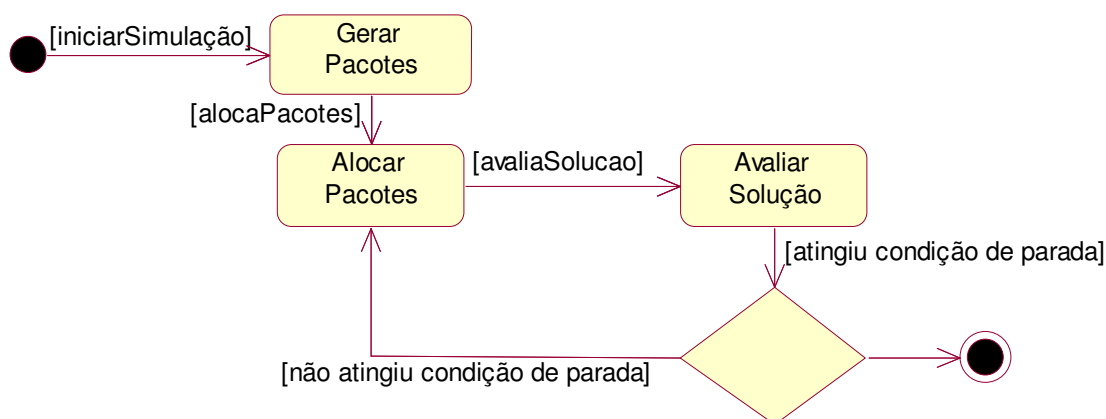 [iniciarSimulação]
Gerar
Pacotes
[alocaPacotes]
Alocar
Pacotes
[avaliaSolucao]
Avaliar
Solução
[atingiu condição de parada]
[não atingiu condição de parada]